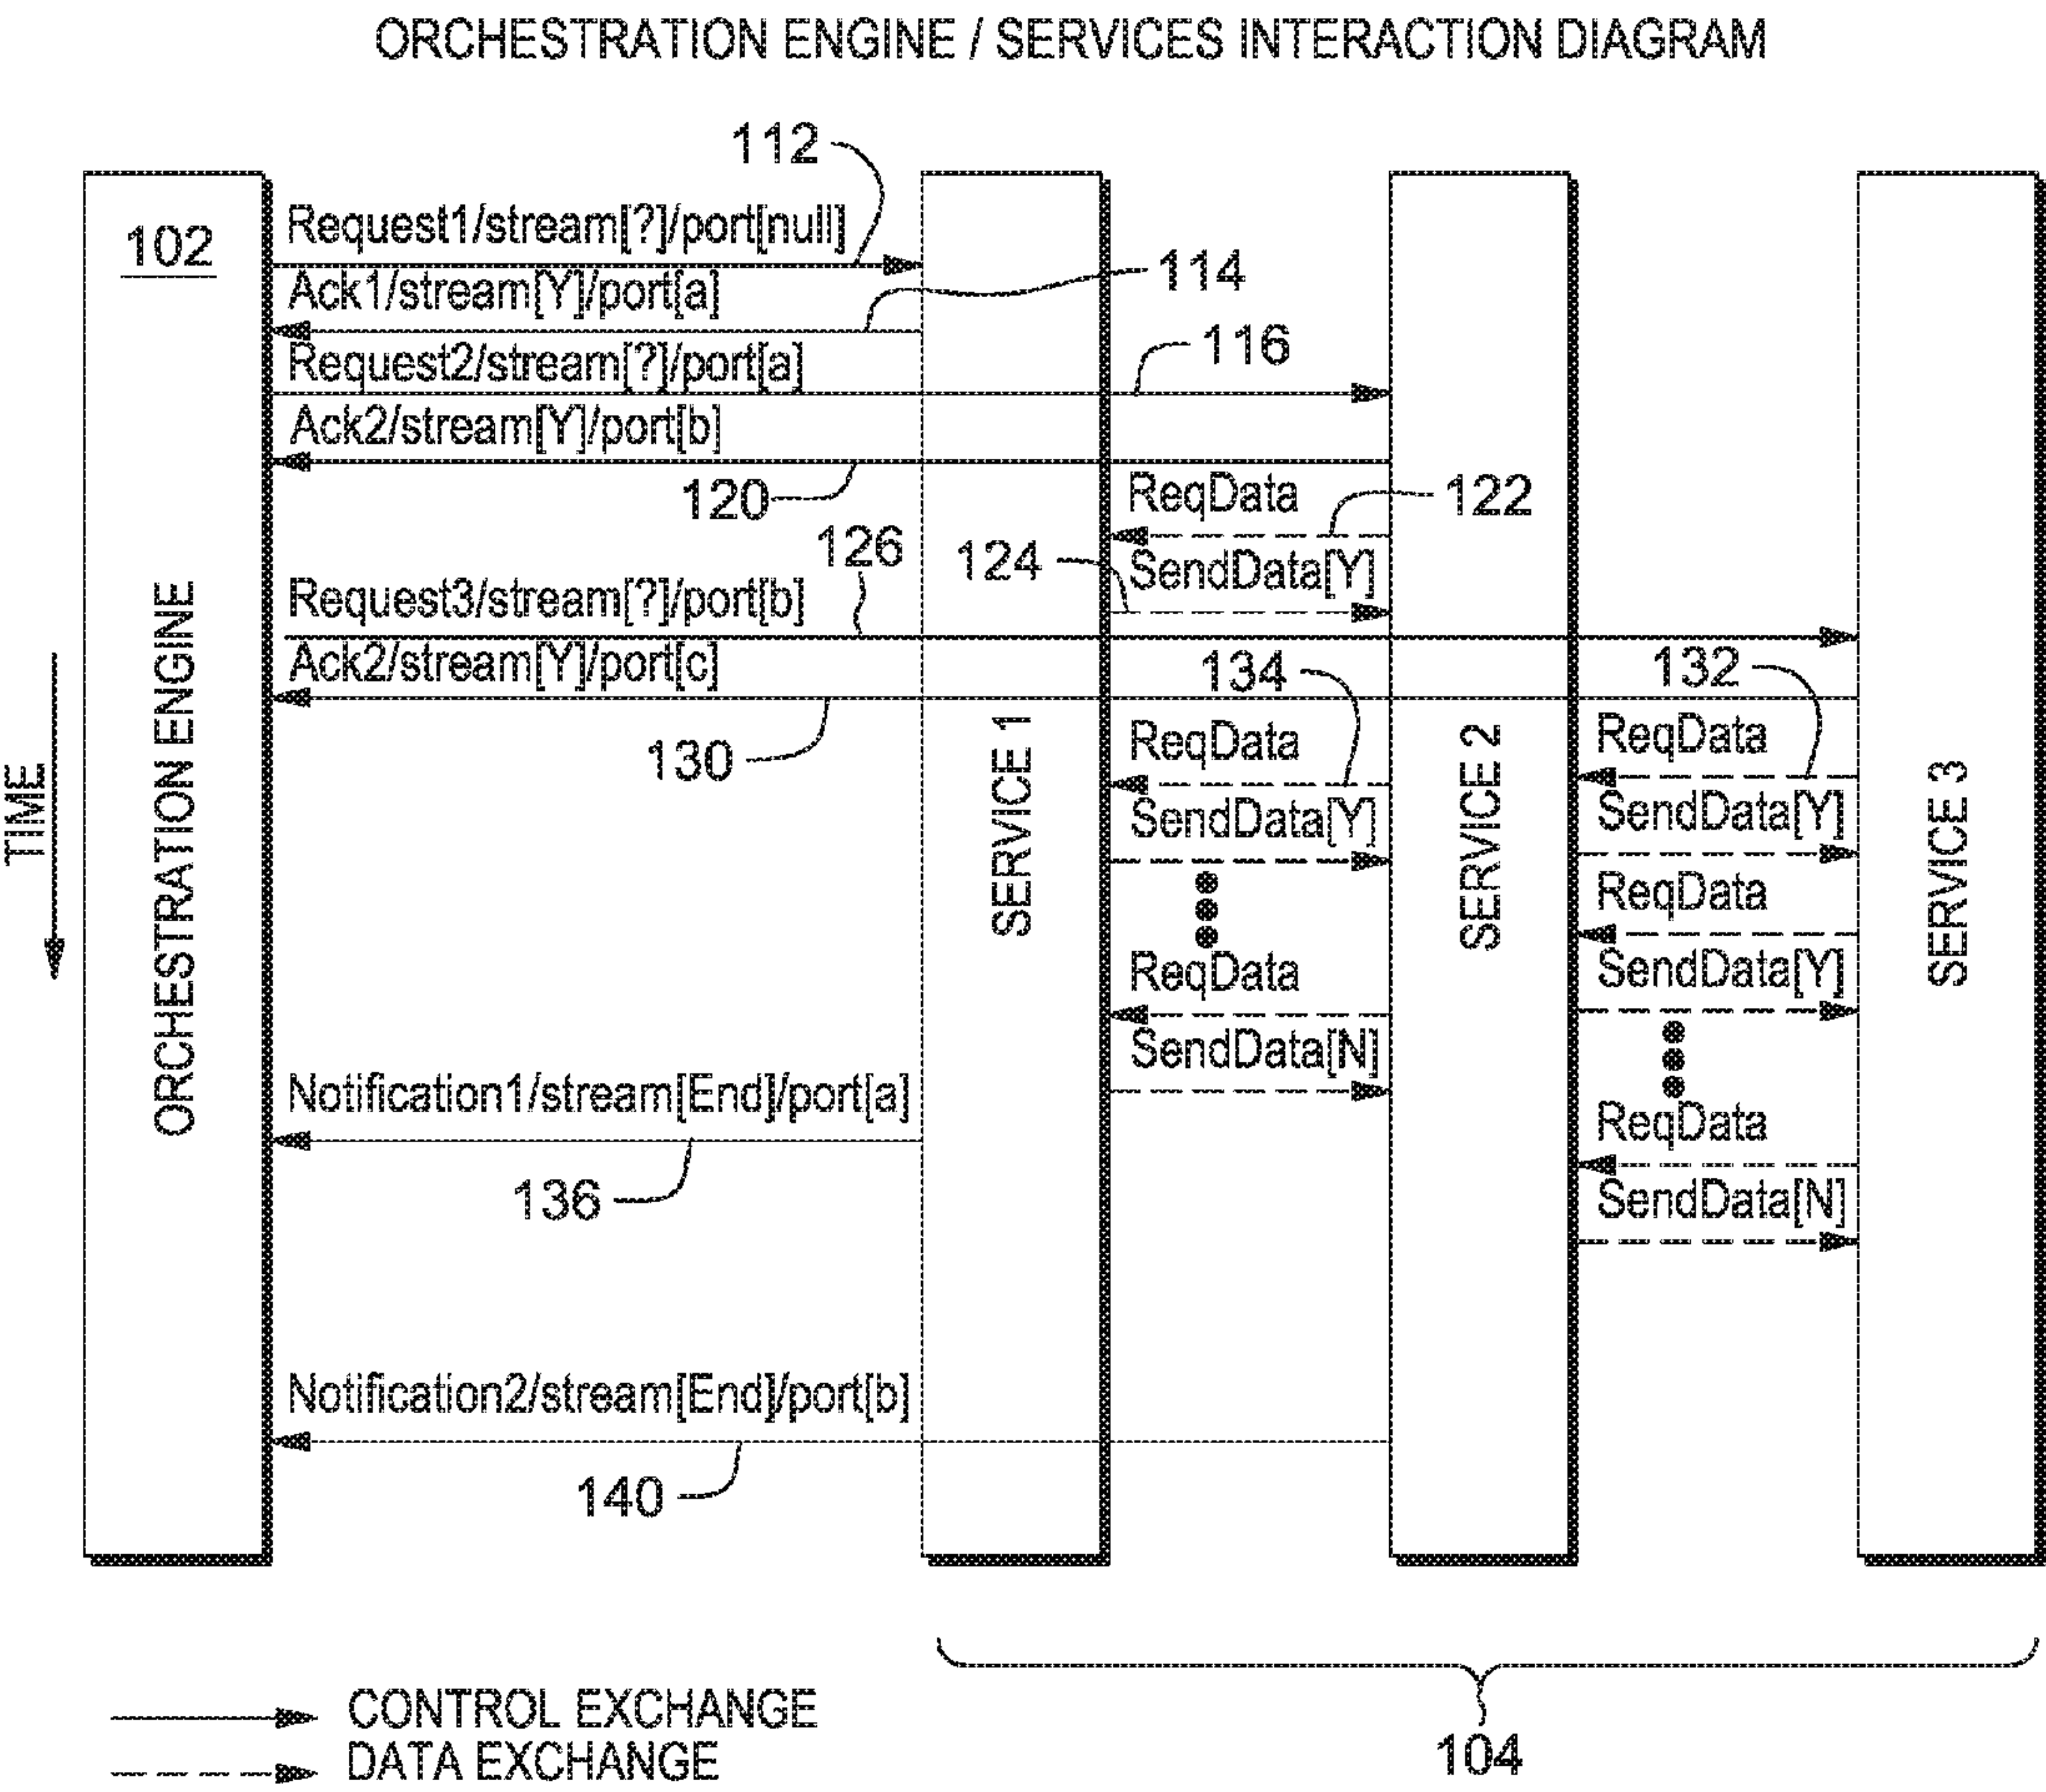 ORCHESTRATION ENGINE / SERVICES INTERACTION DIAGRAM
112
102
Request1/stream[?]/port[null]
Ack1/stream[Y]/port[a]
114
Request2/stream[?]/port[a]
116
Ack2/stream[Y]/port[b]
120
ReqData
122
126
124
SendData[Y]
Request3/stream[?]/port[b]
Ack2/stream[Y]/port[c]
134
132
130
ReqData
ReqData
SendData[Y]
SendData[Y]
TIME
ORCHESTRATION ENGINE
SERVICE 1
SERVICE 2
SERVICE 3
ReqData
ReqData
SendData[Y]
SendData[N]
Notification1/stream[End]/port[a]
ReqData
136
SendData[N]
Notification2/stream[End]/port[b]
140
CONTROL EXCHANGE
DATA EXCHANGE
104